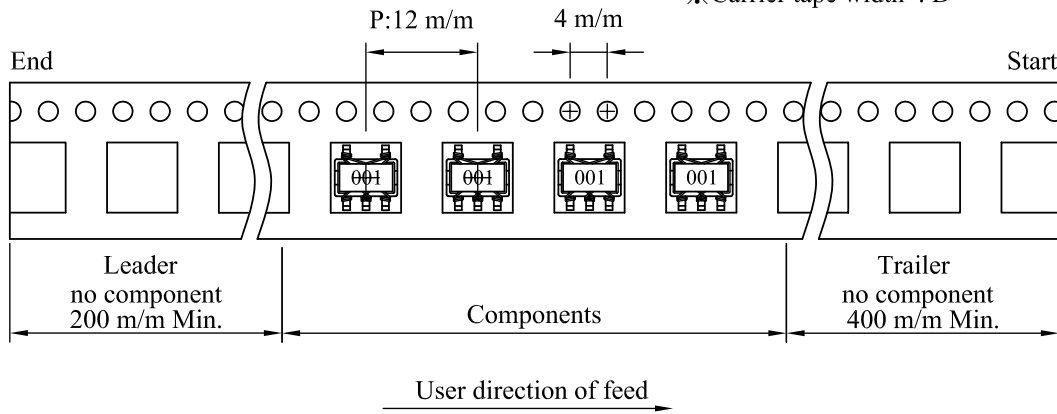 P:12 m/m
4 m/m
End
Start
001
001
001
001
Leader
no component
200 m/m Min.
Components
Trailer
no component
400 m/m Min.
User direction of feed